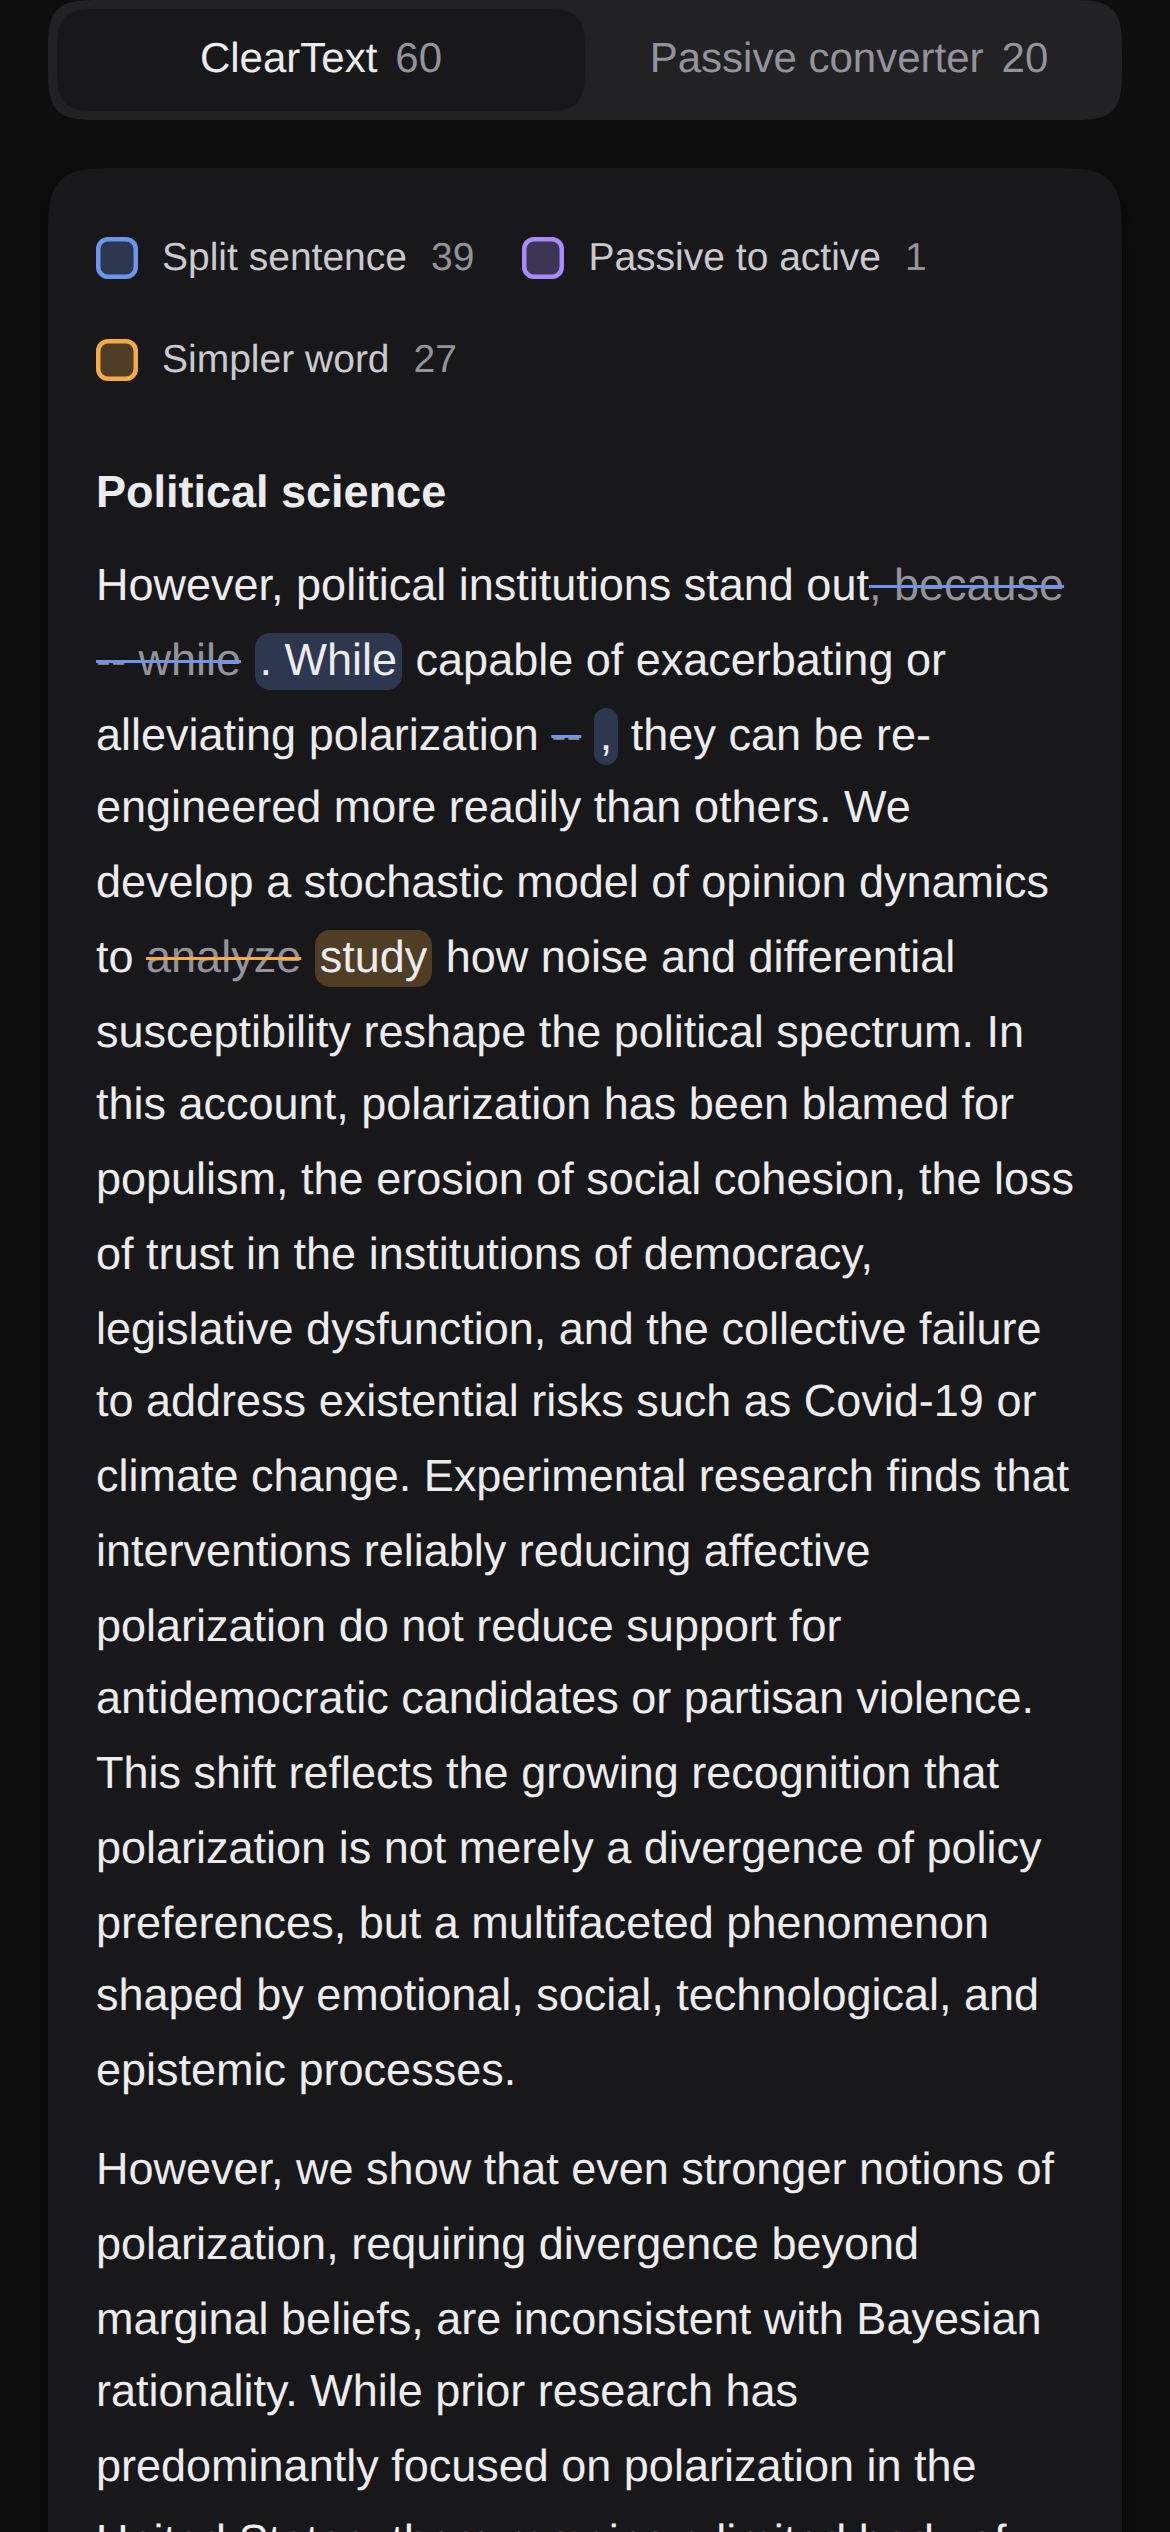 ClearText 60 Passive converter 20
Split sentence 39 Passive to active 1
Simpler word 27
Political science
However, political institutions stand out, because
-- while . While capable of exacerbating or
alleviating polarization -- , they can be re-
engineered more readily than others. We
develop a stochastic model of opinion dynamics
to analyze study how noise and differential
susceptibility reshape the political spectrum. In
this account, polarization has been blamed for
populism, the erosion of social cohesion, the loss
of trust in the institutions of democracy,
legislative dysfunction, and the collective failure
to address existential risks such as Covid-19 or
climate change. Experimental research finds that
interventions reliably reducing affective
polarization do not reduce support for
antidemocratic candidates or partisan violence.
This shift reflects the growing recognition that
polarization is not merely a divergence of policy
preferences, but a multifaceted phenomenon
shaped by emotional, social, technological, and
epistemic processes.
However, we show that even stronger notions of
polarization, requiring divergence beyond
marginal beliefs, are inconsistent with Bayesian
rationality. While prior research has
predominantly focused on polarization in the